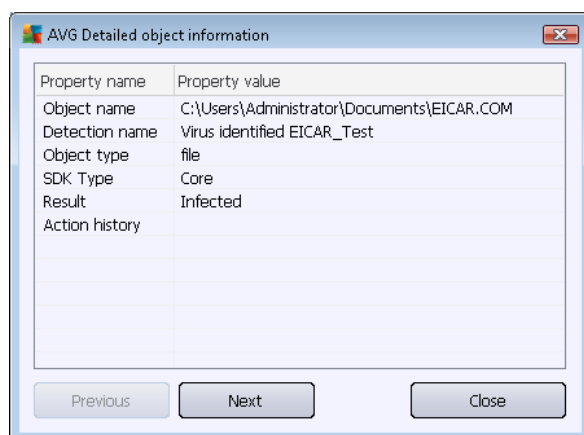 AVG Detailed object information
Property name Property value
Object name C:\Users\Administrator\Documents\EICAR.COM
Detection name Virus identified EICAR_Test
Object type file
SDK Type Core
Result Infected
Action history
Previous Next Close